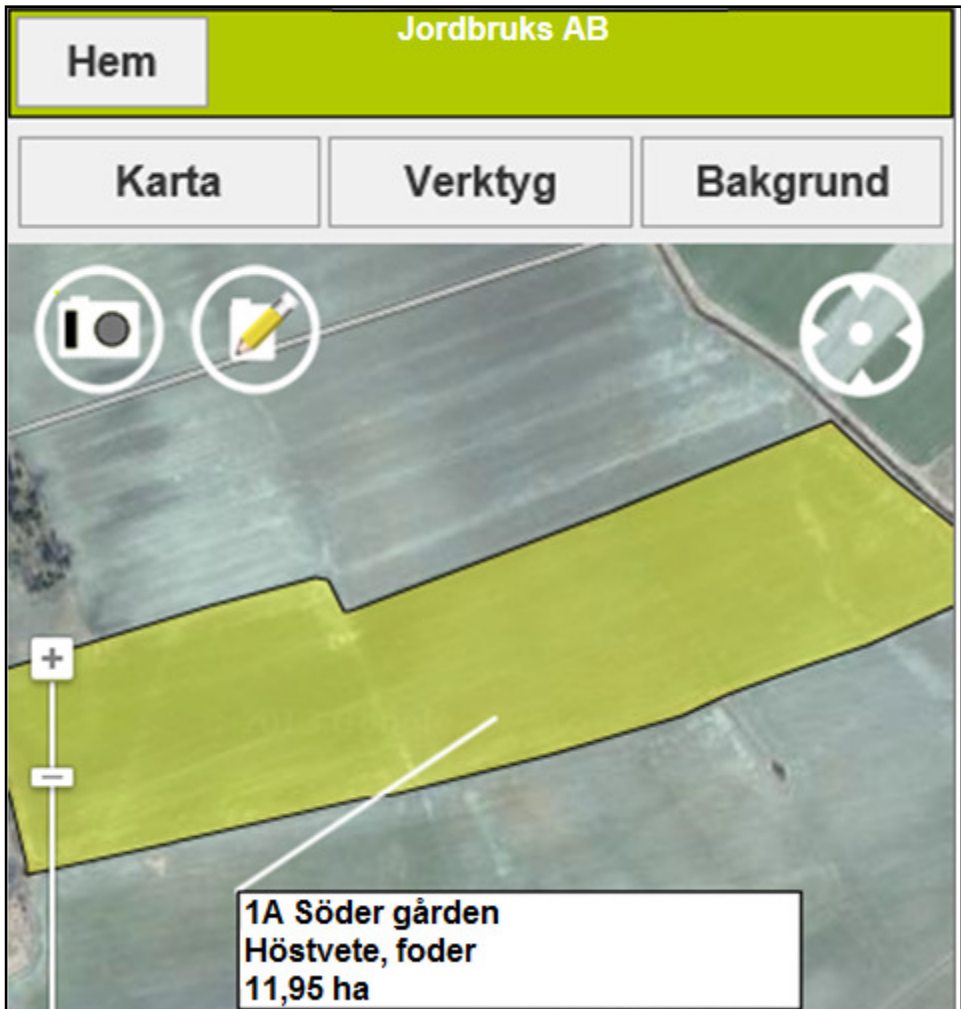 Jordbruks AB
Hem
Karta
Verktyg
Bakgrund
+
−
1A Söder gården
Höstvete, foder
11,95 ha